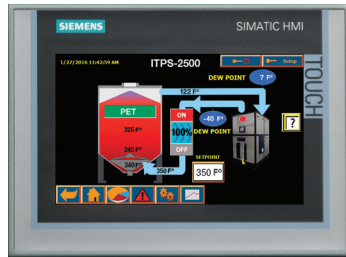 SIEMENS
SIMATIC HMI
TOUCH
1/27/2016 11:42:59 AM
ITPS-2500
Setup
DEW POINT
7 F°
122 F°
PET
ON
-40 F°
325 F°
100%
DEW POINT
?
345 F°
OFF
340 F°
350 F°
SETPOINT
350 F°